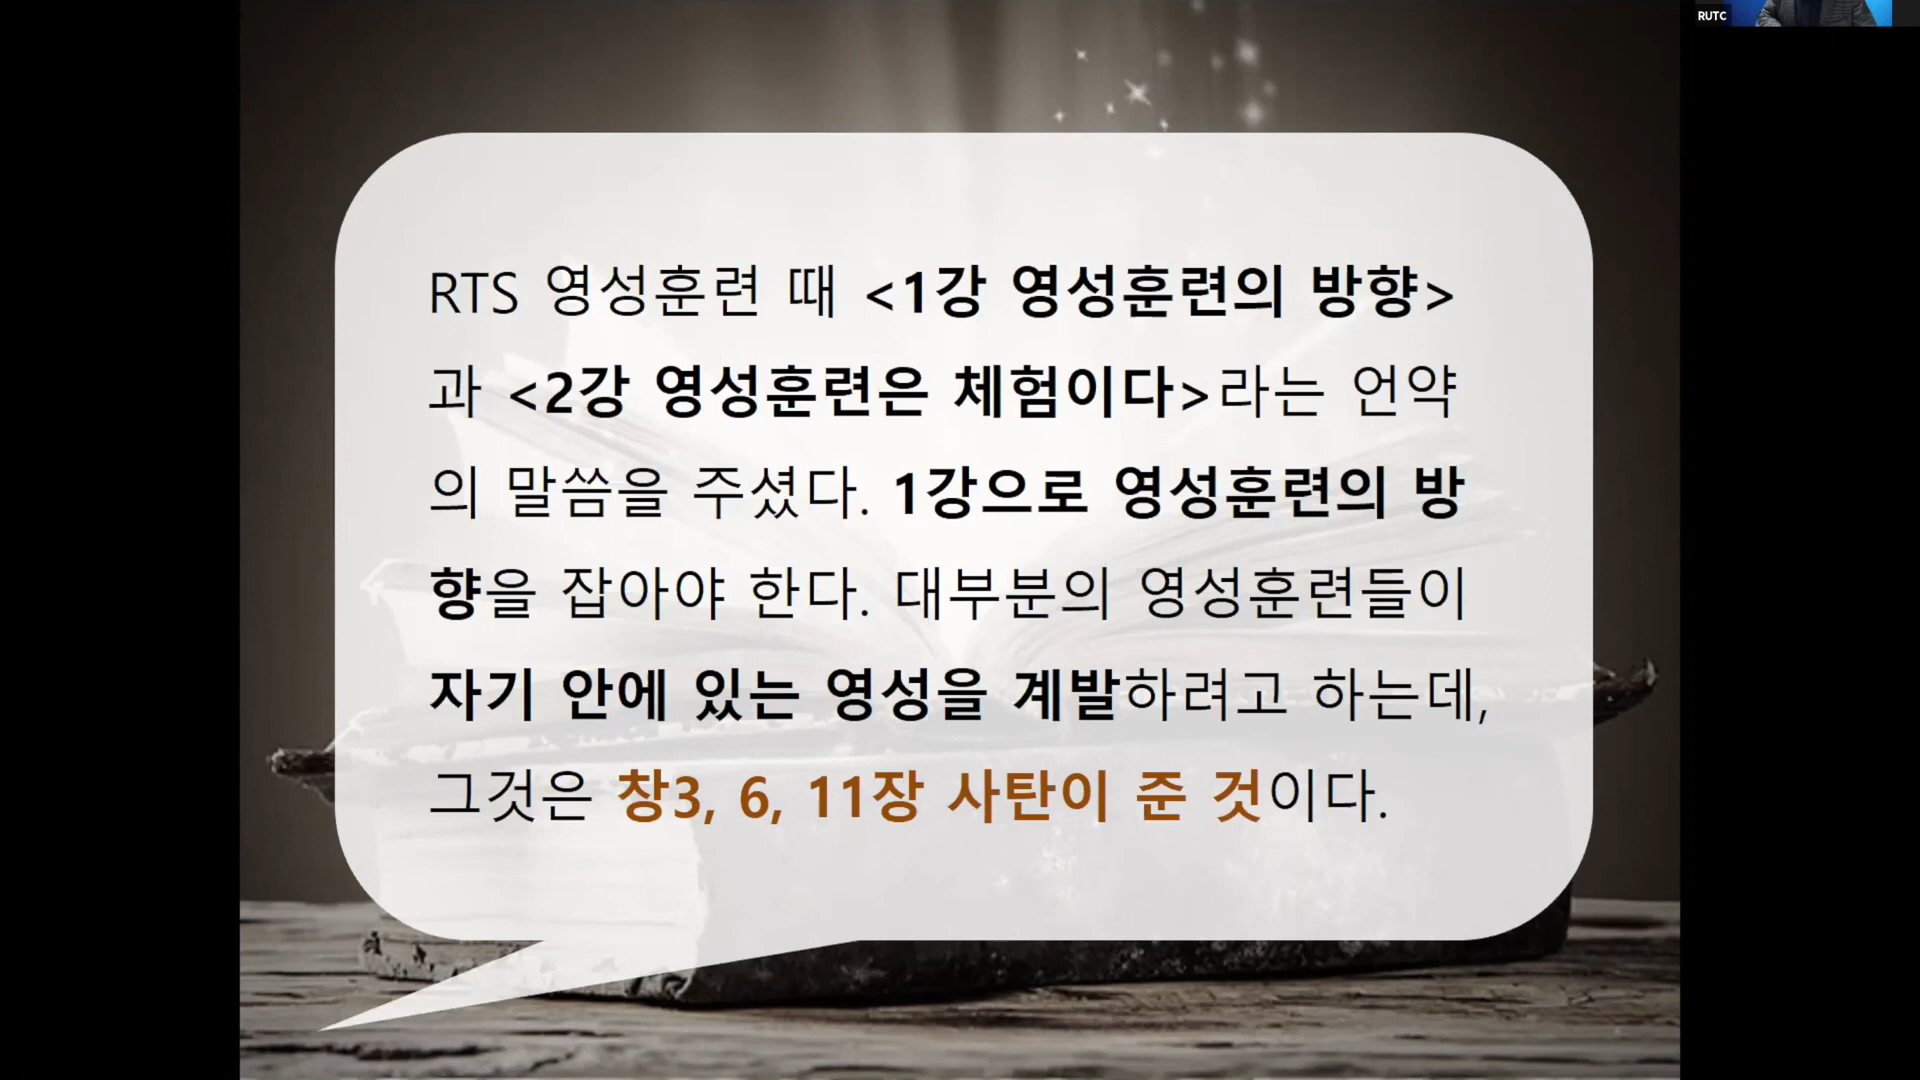 RUTC
RTS 영성훈련 때 <1강 영성훈련의 방향>
과 <2강 영성훈련은 체험이다>라는 언약
의 말씀을 주셨다. 1강으로 영성훈련의 방
향을 잡아야 한다. 대부분의 영성훈련들이
자기 안에 있는 영성을 계발하려고 하는데,
그것은 창3, 6, 11장 사탄이 준 것이다.